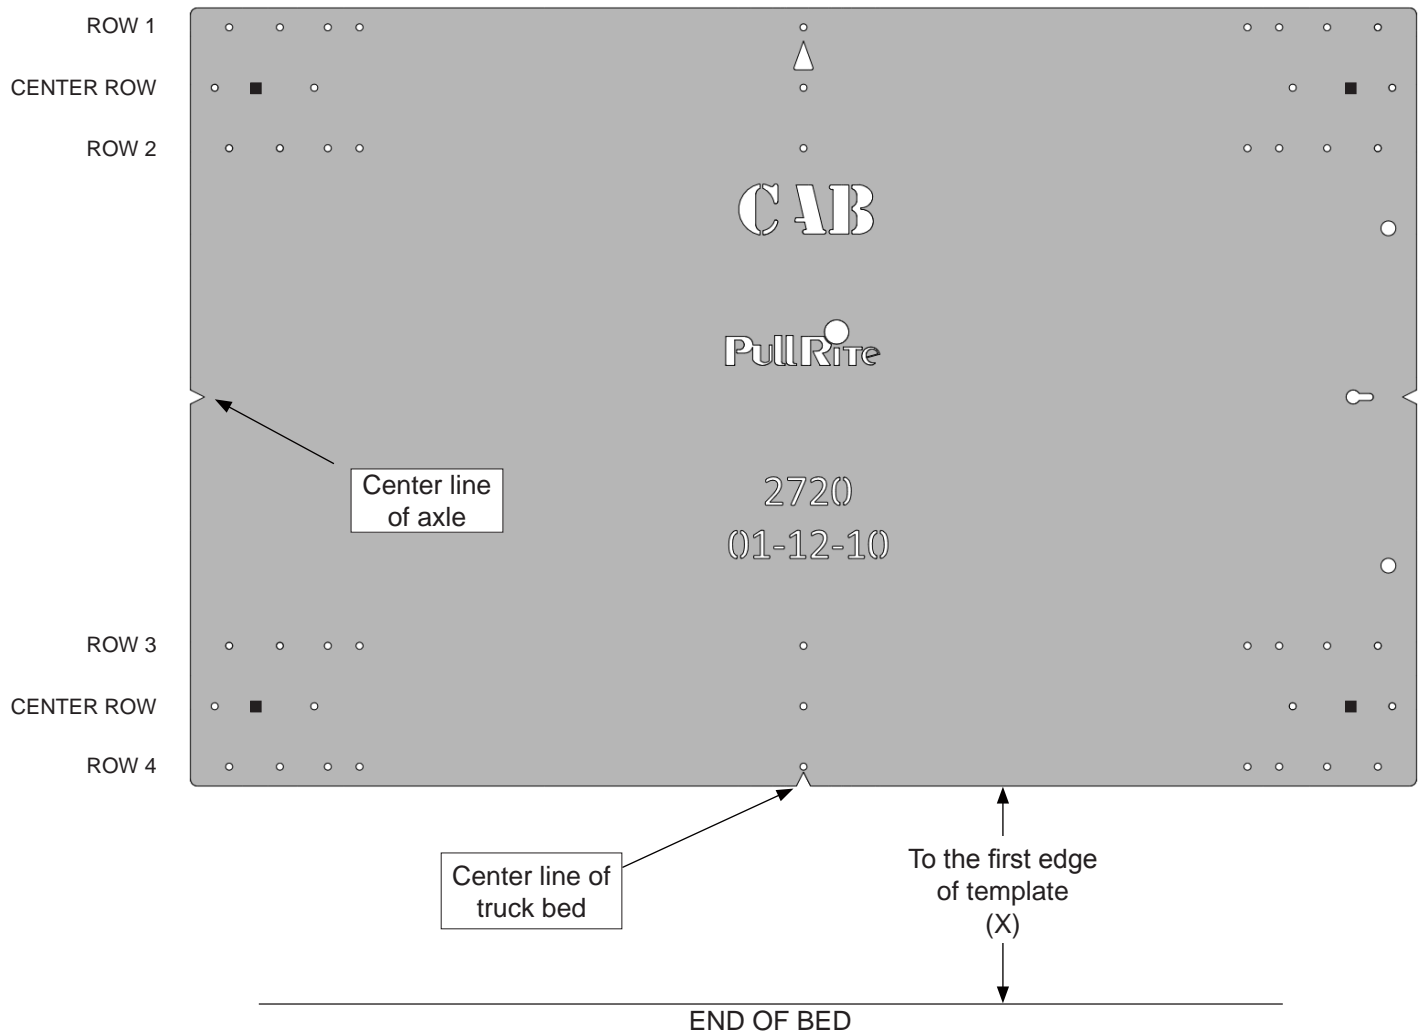 ROW 1
CENTER ROW
ROW 2
CAB
PullRite
Center line
of axle
2720
01-12-10
ROW 3
CENTER ROW
ROW 4
Center line of
truck bed
To the first edge
of template
(X)
END OF BED